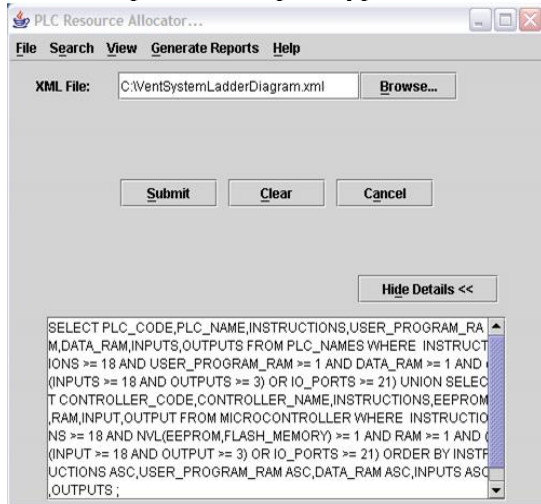 PLC Resource Allocator...
File Search View Generate Reports Help
XML File: C:\VentSystemLadderDiagram.xml Browse...
Submit Clear Cancel
Hide Details <<
SELECT PLC_CODE,PLC_NAME,INSTRUCTIONS,USER_PROGRAM_RA
M,DATA_RAM,INPUTS,OUTPUTS FROM PLC_NAMES WHERE INSTRUCT
IONS >= 18 AND USER_PROGRAM_RAM >= 1 AND DATA_RAM >= 1 AND (
(INPUTS >= 18 AND OUTPUTS >= 3) OR IO_PORTS >= 21) UNION SELEC
T CONTROLLER_CODE,CONTROLLER_NAME,INSTRUCTIONS,EEPROM
,RAM,INPUT,OUTPUT FROM MICROCONTROLLER WHERE INSTRUCTIO
NS >= 18 AND NVL(EEPROM,FLASH_MEMORY) >= 1 AND RAM >= 1 AND (
(INPUT >= 18 AND OUTPUT >= 3) OR IO_PORTS >= 21) ORDER BY INSTR
UCTIONS ASC,USER_PROGRAM_RAM ASC,DATA_RAM ASC,INPUTS ASC
,OUTPUTS ;